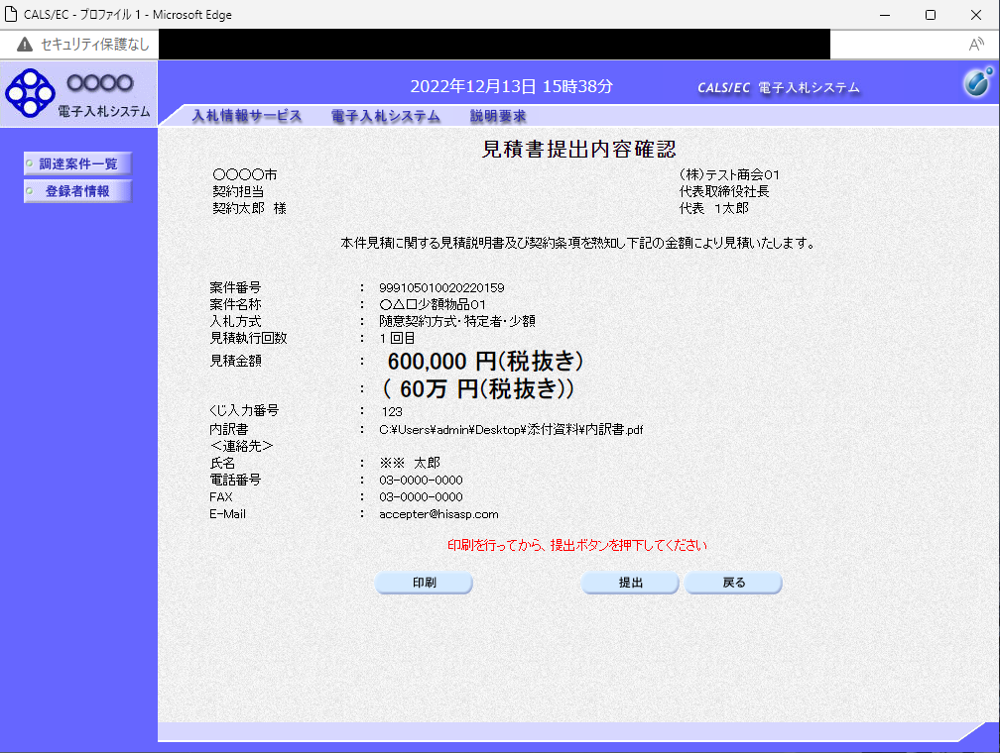 CALS/EC - プロファイル 1 - Microsoft Edge
セキュリティ保護なし
〇〇〇〇
電子入札システム
2022年12月13日 15時38分
CALS/EC 電子入札システム
入札情報サービス 電子入札システム 説明要求
調達案件一覧
登録者情報
見積書提出内容確認
〇〇〇〇市
契約担当
契約太郎 様
(株)テスト商会01
代表取締役社長
代表 1太郎
本件見積に関する見積説明書及び契約条項を熟知し下記の金額により見積いたします。
案件番号 : 999105010020220159
案件名称 : 〇△口少額物品01
入札方式 : 随意契約方式・特定者・少額
見積執行回数 : 1回目
見積金額 : 600,000 円(税抜き)
: ( 60万 円(税抜き))
くじ入力番号 : 123
内訳書 : C:¥Users¥admin¥Desktop¥添付資料¥内訳書.pdf
＜連絡先＞
氏名 : ※※ 太郎
電話番号 : 03-0000-0000
FAX : 03-0000-0000
E-Mail : accepter@hisasp.com
印刷を行ってから、提出ボタンを押下してください
印刷 提出 戻る